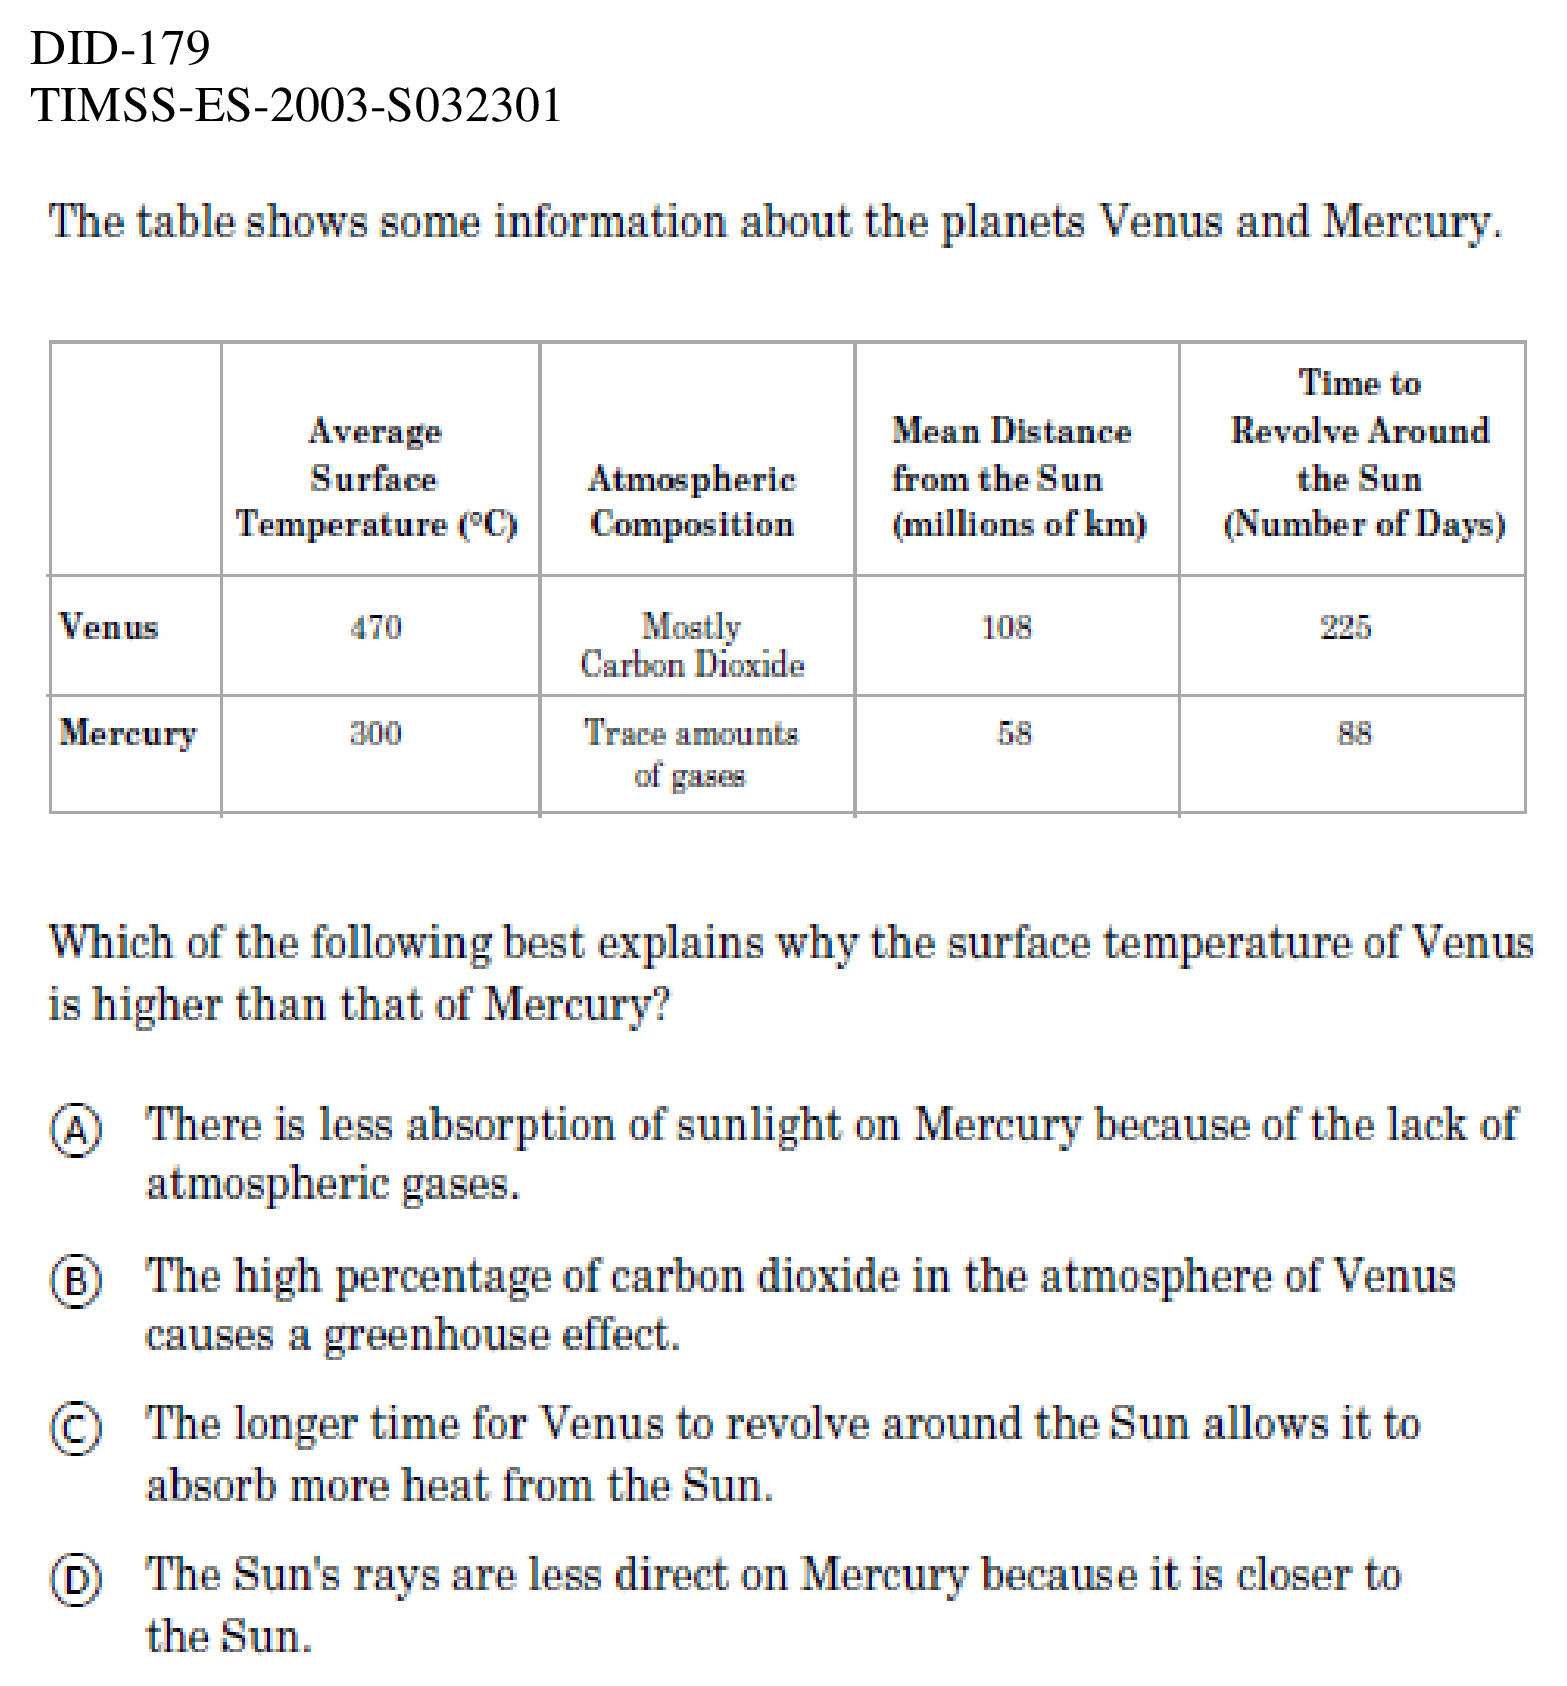 DID-179
TIMSS-ES-2003-S032301
The table shows some information about the planets Venus and Mercury.
Average
Surface
Temperature (°C)
Atmospheric
Composition
Mean Distance
from the Sun
(millions of km)
Time to
Revolve Around
the Sun
(Number of Days)
Venus
470
Mostly
Carbon Dioxide
108
225
Mercury
300
Trace amounts
of gases
58
88
Which of the following best explains why the surface temperature of Venus
is higher than that of Mercury?
A There is less absorption of sunlight on Mercury because of the lack of
atmospheric gases.
B The high percentage of carbon dioxide in the atmosphere of Venus
causes a greenhouse effect.
C The longer time for Venus to revolve around the Sun allows it to
absorb more heat from the Sun.
D The Sun's rays are less direct on Mercury because it is closer to
the Sun.